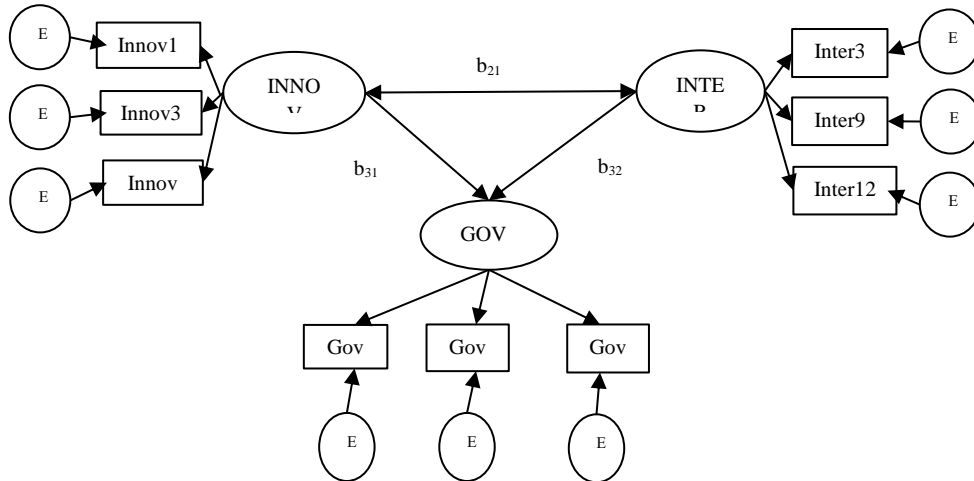 E
Innov1
E
Innov3
E
Innov
INNO
V
b21
INTE
R
Inter3
E
Inter9
E
Inter12
E
b31
b32
GOV
Gov
Gov
Gov
E
E
E